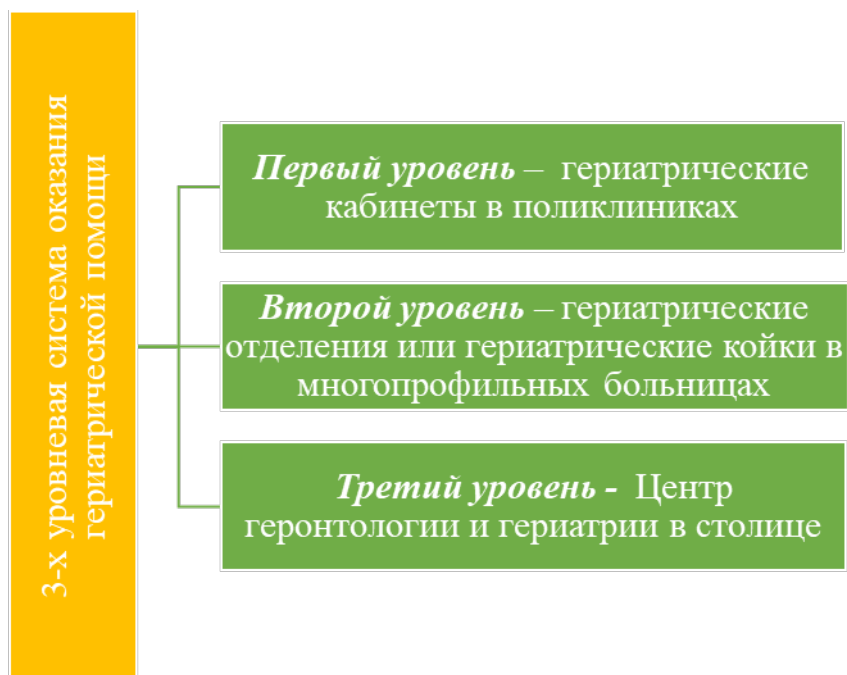 3-х уровневая система оказания
гериатрической помощи
Первый уровень – гериатрические
кабинеты в поликлиниках
Второй уровень – гериатрические
отделения или гериатрические койки в
многопрофильных больницах
Третий уровень - Центр
геронтологии и гериатрии в столице